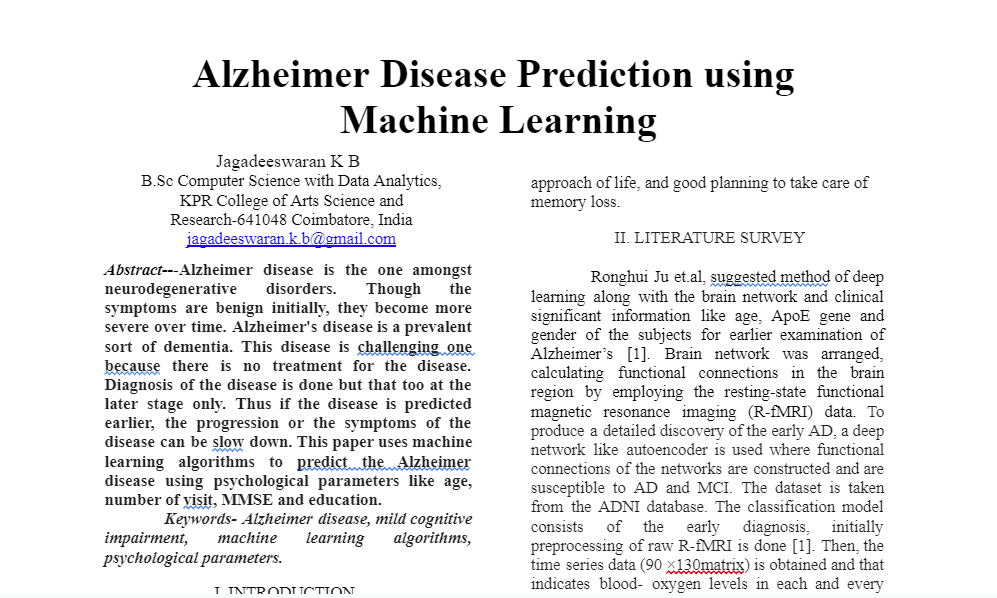 Alzheimer Disease Prediction using
Machine Learning
Jagadeeswaran K B
B.Sc Computer Science with Data Analytics,
KPR College of Arts Science and
Research-641048 Coimbatore, India
jagadeeswaran.k.b@gmail.com
Abstract---Alzheimer disease is the one amongst
neurodegenerative disorders. Though the
symptoms are benign initially, they become more
severe over time. Alzheimer's disease is a prevalent
sort of dementia. This disease is challenging one
because there is no treatment for the disease.
Diagnosis of the disease is done but that too at the
later stage only. Thus if the disease is predicted
earlier, the progression or the symptoms of the
disease can be slow down. This paper uses machine
learning algorithms to predict the Alzheimer
disease using psychological parameters like age,
number of visit, MMSE and education.
Keywords- Alzheimer disease, mild cognitive
impairment, machine learning algorithms,
psychological parameters.
I. INTRODUCTION
approach of life, and good planning to take care of
memory loss.
II. LITERATURE SURVEY
Ronghui Ju et.al, suggested method of deep
learning along with the brain network and clinical
significant information like age, ApoE gene and
gender of the subjects for earlier examination of
Alzheimer’s [1]. Brain network was arranged,
calculating functional connections in the brain
region by employing the resting-state functional
magnetic resonance imaging (R-fMRI) data. To
produce a detailed discovery of the early AD, a deep
network like autoencoder is used where functional
connections of the networks are constructed and are
susceptible to AD and MCI. The dataset is taken
from the ADNI database. The classification model
consists of the early diagnosis, initially
preprocessing of raw R-fMRI is done [1]. Then, the
time series data (90 ×130matrix) is obtained and that
indicates blood- oxygen levels in each and every